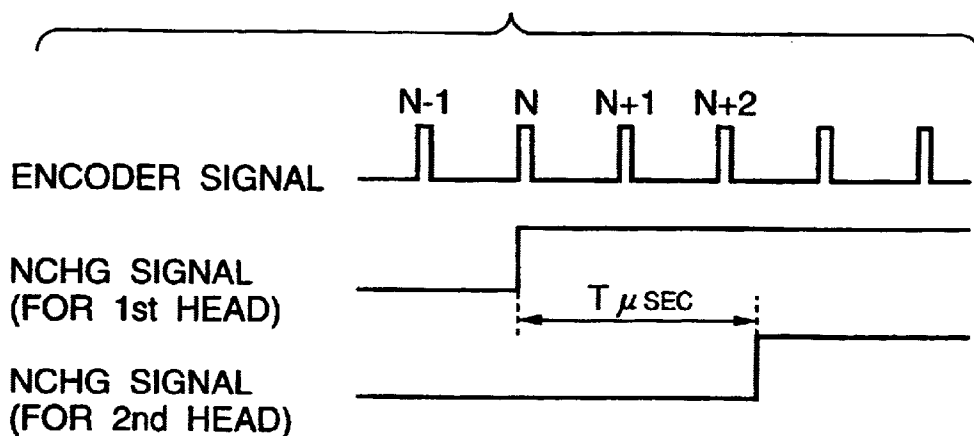 N-1 N N+1 N+2
ENCODER SIGNAL
NCHG SIGNAL
(FOR 1st HEAD)
T μ SEC
NCHG SIGNAL
(FOR 2nd HEAD)